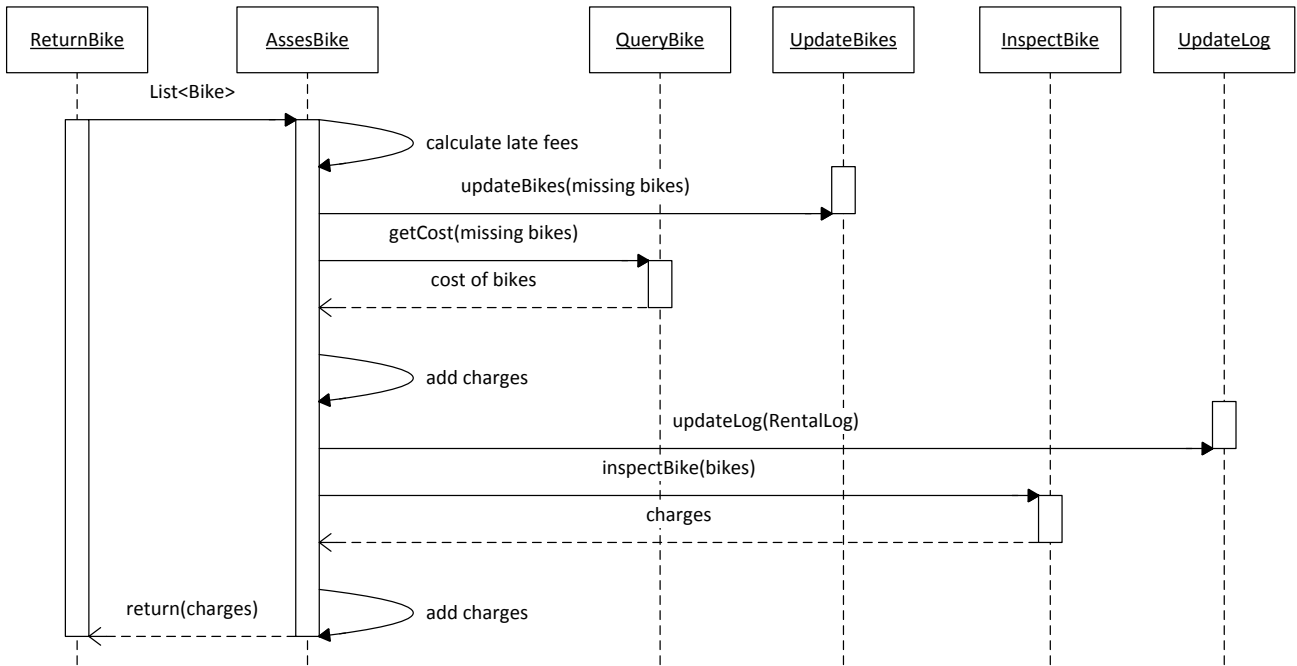 ReturnBike
AssesBike
QueryBike
UpdateBikes
InspectBike
UpdateLog
List<Bike>
calculate late fees
updateBikes(missing bikes)
getCost(missing bikes)
cost of bikes
add charges
updateLog(RentalLog)
inspectBike(bikes)
charges
return(charges)
add charges